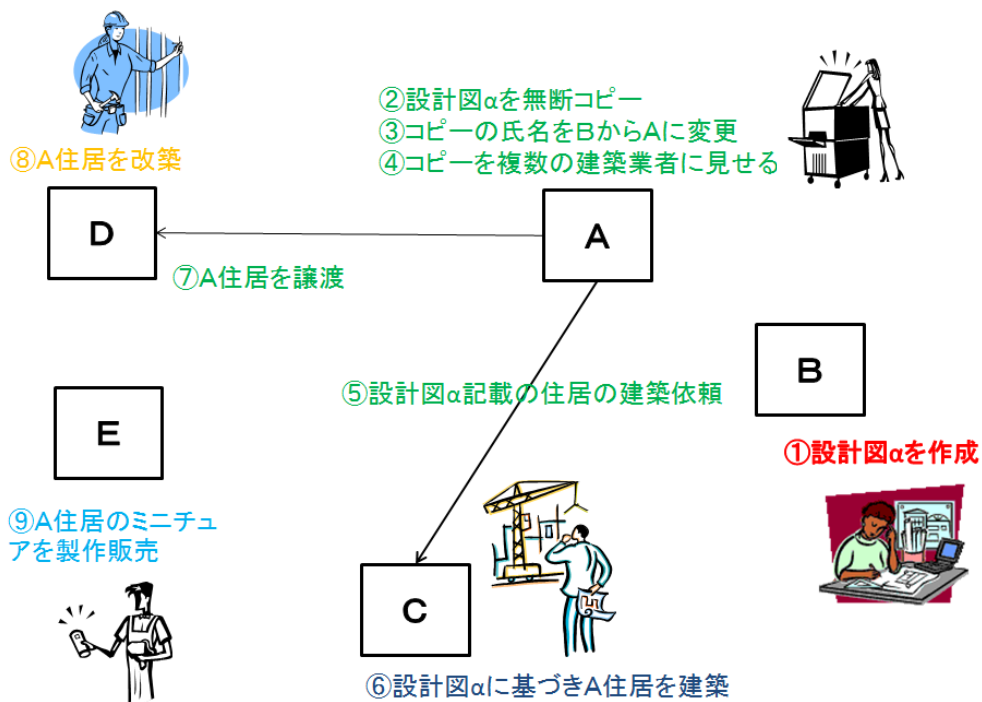 ②設計図αを無断コピー
③コピーの氏名をBからAに変更
④コピーを複数の建築業者に見せる
⑧A住居を改築
D
A
⑦A住居を譲渡
B
⑤設計図α記載の住居の建築依頼
E
①設計図αを作成
⑨A住居のミニチュ
アを製作販売
C
⑥設計図αに基づきA住居を建築